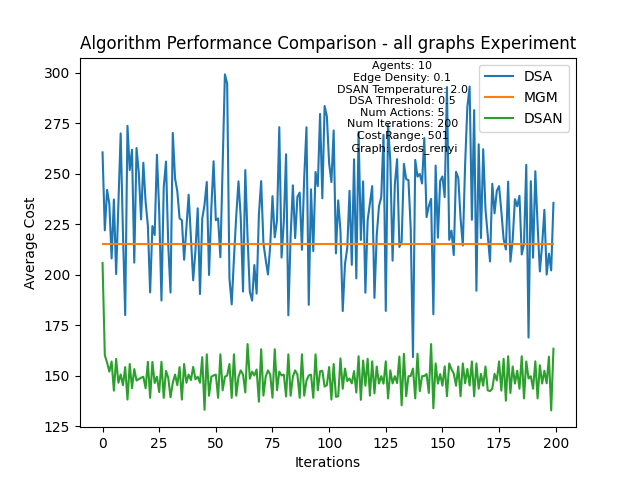 Algorithm Performance Comparison - all graphs Experiment
Agents: 10
Edge Density: 0.1
DSAN Temperature: 2.0
DSA Threshold: 0.5
Num Actions: 5
Num Iterations: 200
Cost Range: 501
Graph: erdos_renyi
DSA
MGM
DSAN
Average Cost
300
275
250
225
200
175
150
125
0 25 50 75 100 125 150 175 200
Iterations